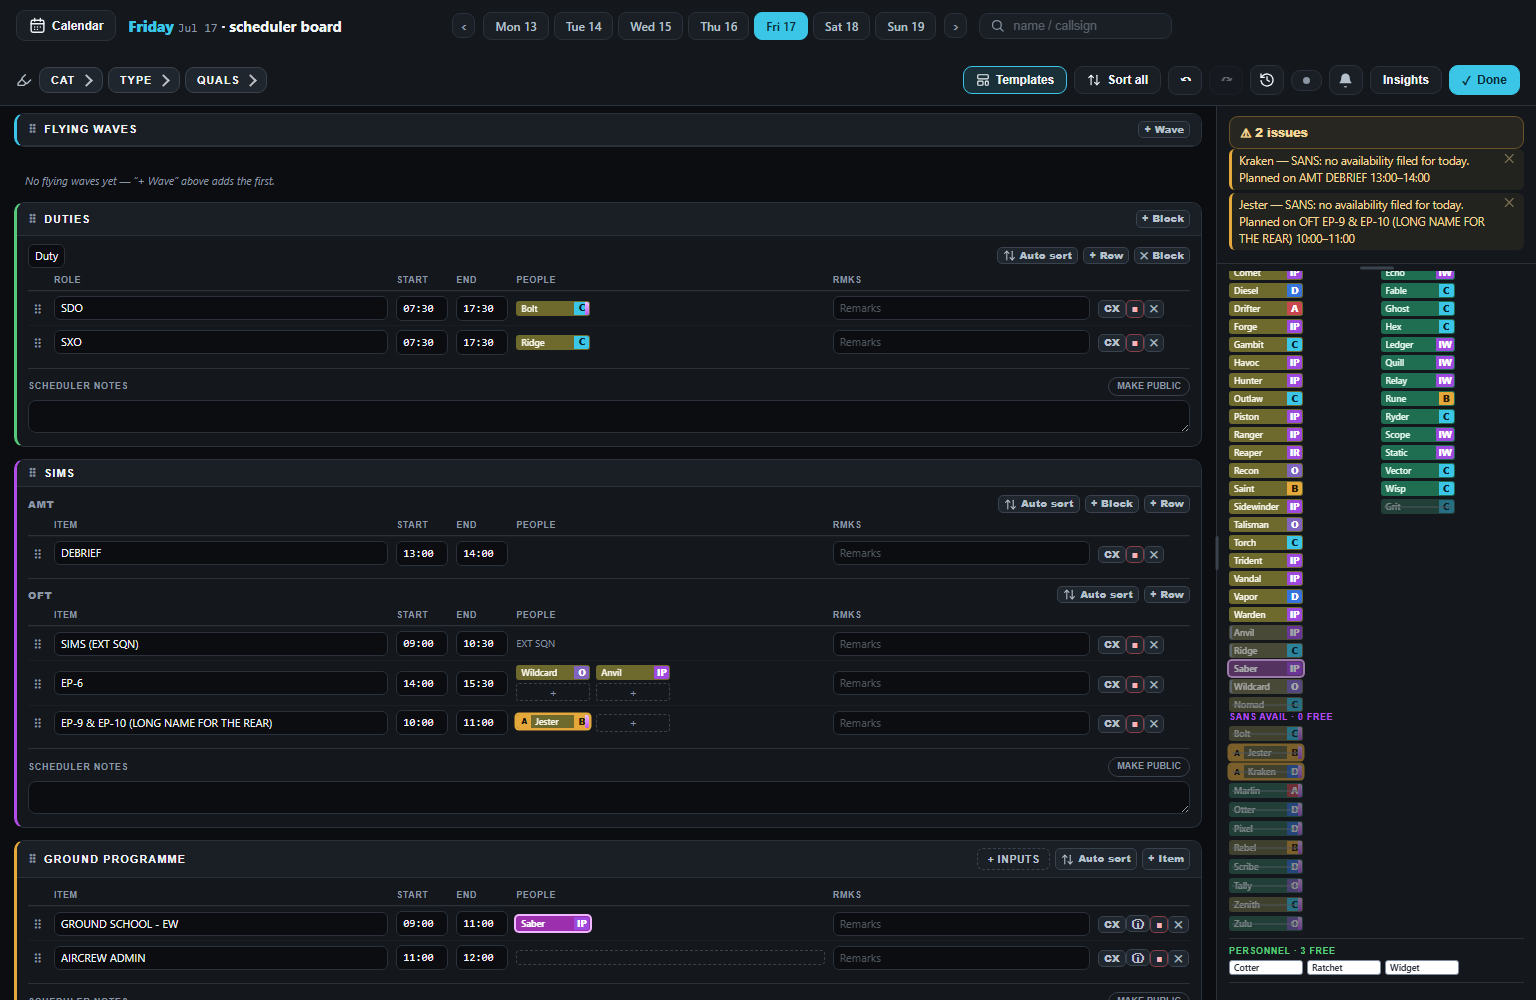 Calendar
Friday Jul 17 · scheduler board
‹ Mon 13 Tue 14 Wed 15 Thu 16 Fri 17 Sat 18 Sun 19 ›
name / callsign
CAT TYPE QUALS
Templates Sort all Insights ✓ Done
FLYING WAVES
+ Wave
No flying waves yet — "+ Wave" above adds the first.
DUTIES
+ Block
Duty
Auto sort + Row ✕ Block
ROLE START END PEOPLE RMKS
SDO 07:30 17:30 Bolt C Remarks CX
SXO 07:30 17:30 Ridge C Remarks CX
SCHEDULER NOTES
MAKE PUBLIC
SIMS
AMT
Auto sort + Block + Row
ITEM START END PEOPLE RMKS
DEBRIEF 13:00 14:00 Remarks CX
OFT
Auto sort + Row
ITEM START END PEOPLE RMKS
SIMS (EXT SQN) 09:00 10:30 EXT SQN Remarks CX
EP-6 14:00 15:30 Wildcard O Anvil IP + + Remarks CX
EP-9 & EP-10 (LONG NAME FOR THE REAR) 10:00 11:00 A Jester B + Remarks CX
SCHEDULER NOTES
MAKE PUBLIC
GROUND PROGRAMME
+ INPUTS Auto sort + Item
ITEM START END PEOPLE RMKS
GROUND SCHOOL - EW 09:00 11:00 Saber IP Remarks CX
AIRCREW ADMIN 11:00 12:00 Remarks CX
SCHEDULER NOTES
MAKE PUBLIC
⚠ 2 issues
Kraken — SANS: no availability filed for today.
Planned on AMT DEBRIEF 13:00–14:00
Jester — SANS: no availability filed for today.
Planned on OFT EP-9 & EP-10 (LONG NAME FOR
THE REAR) 10:00–11:00
Comet IP
Diesel D
Drifter A
Forge IP
Gambit C
Havoc IP
Hunter IP
Outlaw C
Piston IP
Ranger IP
Reaper IR
Recon O
Saint B
Sidewinder IP
Talisman O
Torch C
Trident IP
Vandal IP
Vapor D
Warden IP
Anvil IP
Ridge C
Saber IP
Wildcard O
Nomad C
Echo IW
Fable C
Ghost C
Hex C
Ledger IW
Quill IW
Relay IW
Rune B
Ryder C
Scope IW
Static IW
Vector C
Wisp C
Grit C
SANS AVAIL · 0 FREE
Bolt C
A Jester B
A Kraken D
Marlin A
Otter D
Pixel D
Rebel B
Scribe D
Tally O
Zenith C
Zulu O
PERSONNEL · 3 FREE
Cotter Ratchet Widget